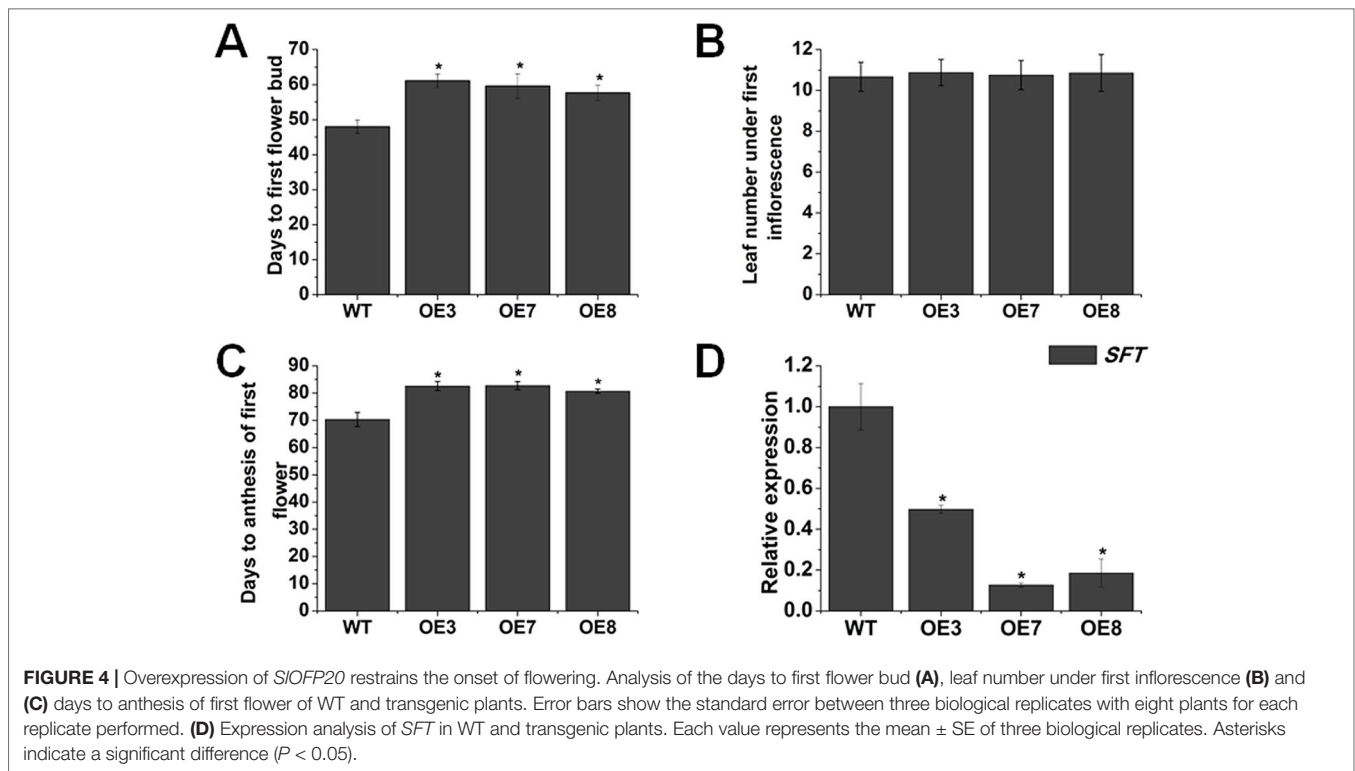 A
Days to first flower bud
70
60
50
40
30
20
10
0
*
*
*
WT OE3 OE7 OE8
B
Leaf number under first
inflorescence
12
10
8
6
4
2
0
WT OE3 OE7 OE8
C
Days to anthesis of first
flower
90
80
70
60
50
40
30
20
10
0
*
*
*
WT OE3 OE7 OE8
D
SFT
Relative expression
1.2
1.0
0.8
0.6
0.4
0.2
0.0
*
*
*
WT OE3 OE7 OE8
FIGURE 4 | Overexpression of SlOFP20 restrains the onset of flowering. Analysis of the days to first flower bud (A), leaf number under first inflorescence (B) and
(C) days to anthesis of first flower of WT and transgenic plants. Error bars show the standard error between three biological replicates with eight plants for each
replicate performed. (D) Expression analysis of SFT in WT and transgenic plants. Each value represents the mean ± SE of three biological replicates. Asterisks
indicate a significant difference (P < 0.05).